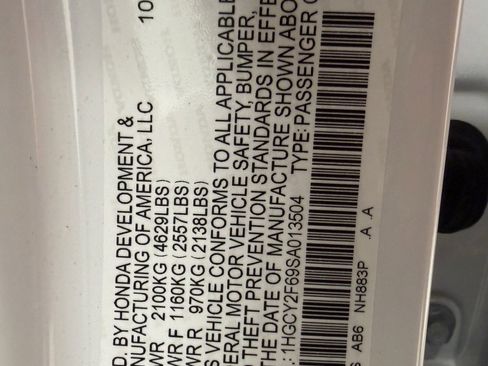 D. BY HONDA DEVELOPMENT & 10
NUFACTURING OF AMERICA, LLC
WR 2100KG (4629LBS)
WR F 1160KG (2557LBS)
WR R 970KG (2138LBS)
S VEHICLE CONFORMS TO ALL APPLICABLE
ERAL MOTOR VEHICLE SAFETY, BUMPER,
D THEFT PREVENTION STANDARDS IN EFFE
E DATE OF MANUFACTURE SHOWN ABO
: 1HGCY2F69SA013504 TYPE: PASSENGER
S AB6 NH883P .A .A